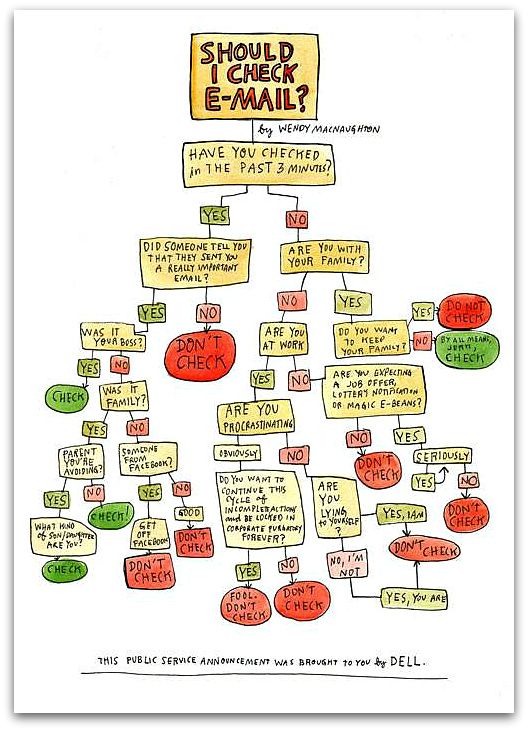 SHOULD
I CHECK
E-MAIL?
by WENDY MACNAUGHTON
HAVE YOU CHECKED
in THE PAST 3 MINUTES?
YES
NO
DID SOMEONE TELL YOU
THAT THEY SENT YOU
A REALLY IMPORTANT
EMAIL?
ARE YOU WITH
YOUR FAMILY?
YES
NO
NO
YES
WAS IT
YOUR BOSS?
DON'T
CHECK
ARE YOU
AT WORK
DO YOU WANT
TO KEEP
YOUR FAMILY?
YES
DO NOT
CHECK
NO
BY ALL MEANS,
JERK,
CHECK
YES
NO
CHECK
WAS IT
FAMILY?
YES
NO
ARE YOU EXPECTING
A JOB OFFER,
LOTTERY NOTIFICATION
OR MAGIC E-BEANS?
YES
NO
ARE YOU
PROCRASTINATING
NO
YES
PARENT
YOU'RE
AVOIDING?
SOMEONE
FROM
FACEBOOK?
OBVIOUSLY
NO
DON'T
CHECK
SERIOUSLY
YES
NO
YES
NO
YES
NO
DO YOU WANT TO
CONTINUE THIS
CYCLE of
INCOMPLETE ACTIONS
and BE LOCKED IN
CORPORATE PURGATORY
FOREVER?
ARE
YOU
LYING
TO
YOURSELF?
DON'T
CHECK
WHAT KIND
of SON/DAUGHTER
ARE YOU?
CHECK!
GET
OFF
FACEBOOK
GOOD
DON'T
CHECK
YES, I AM
DON'T CHECK
CHECK
DON'T
CHECK
YES
NO
NO, I'M
NOT
YES, YOU ARE
FOOL.
DON'T
CHECK
DON'T
CHECK
THIS PUBLIC SERVICE ANNOUNCEMENT WAS BROUGHT TO YOU by DELL.